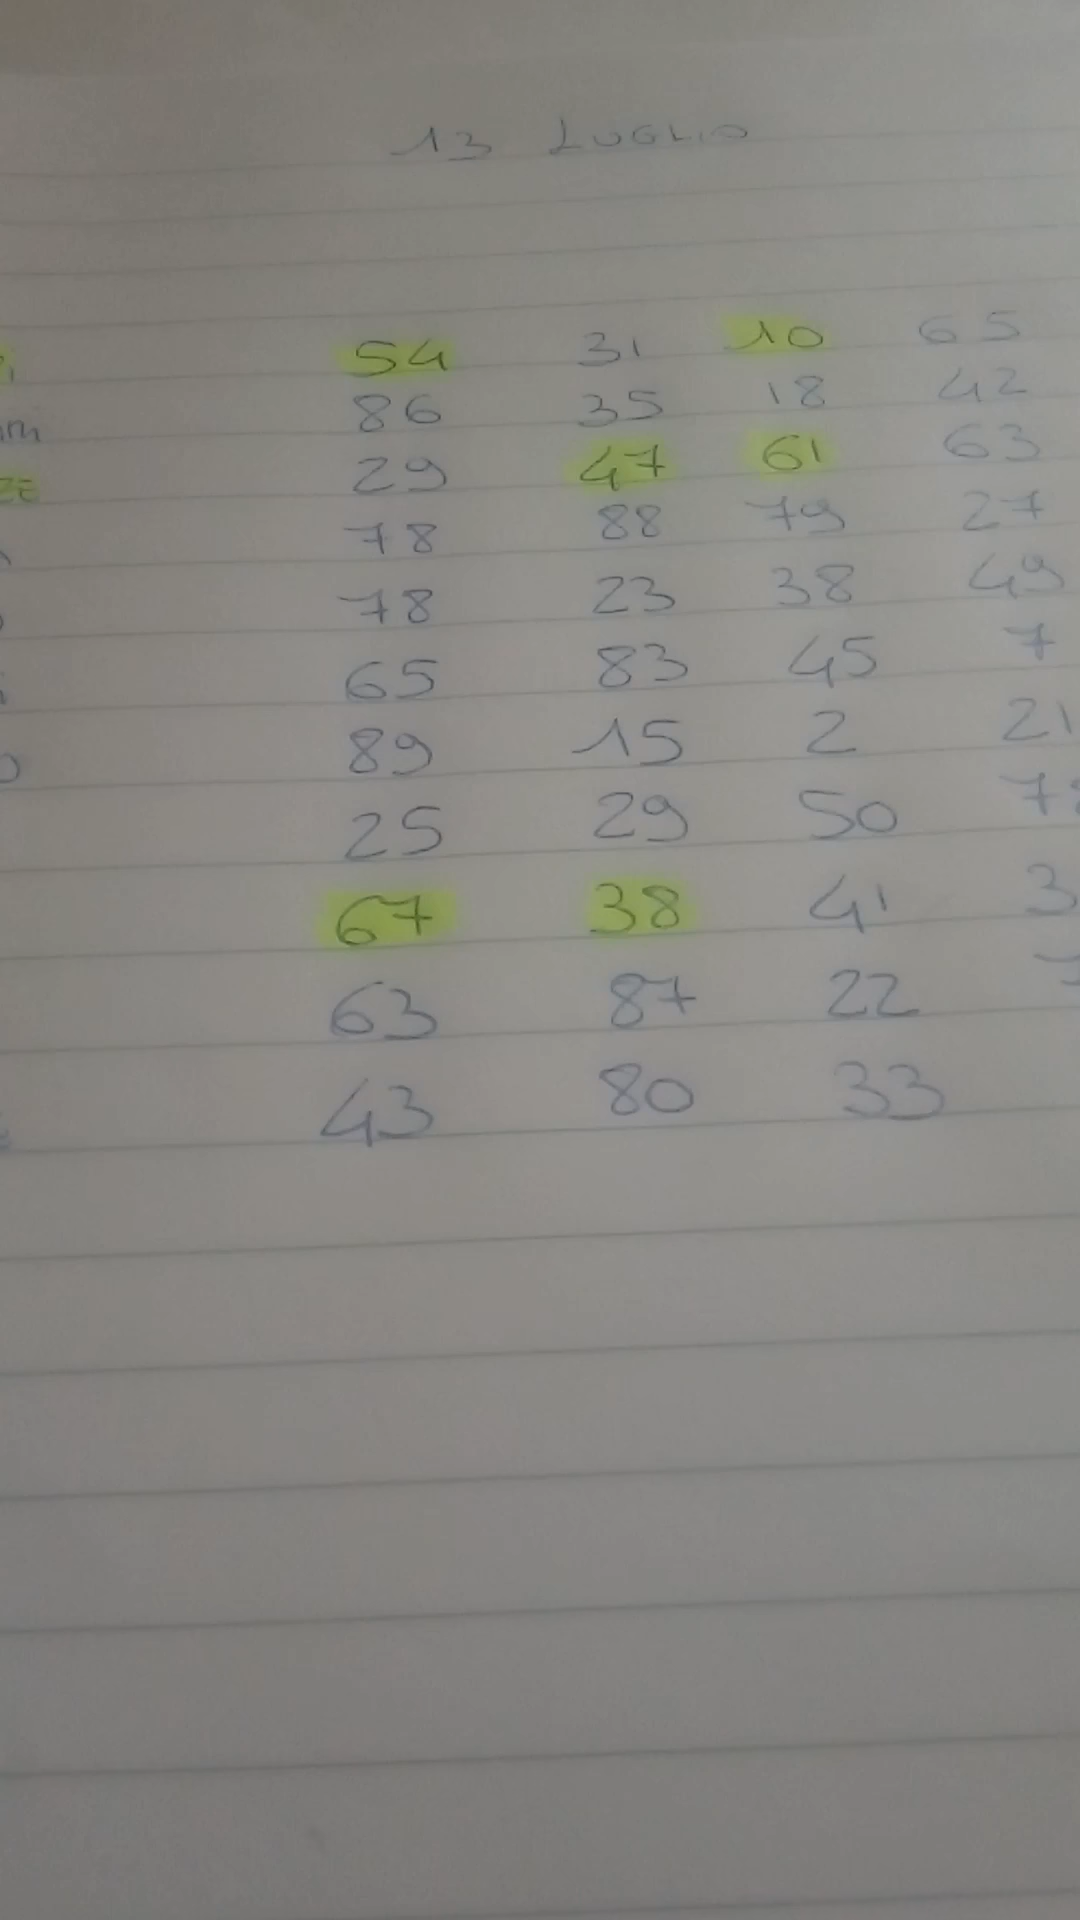 13 LUGLIO
54 31 10 65
86 35 18 42
29 47 61 63
78 88 79 27
78 23 38 49
65 83 45 7
89 15 2 21
25 29 50
67 38 41
63 87 22
43 80 33